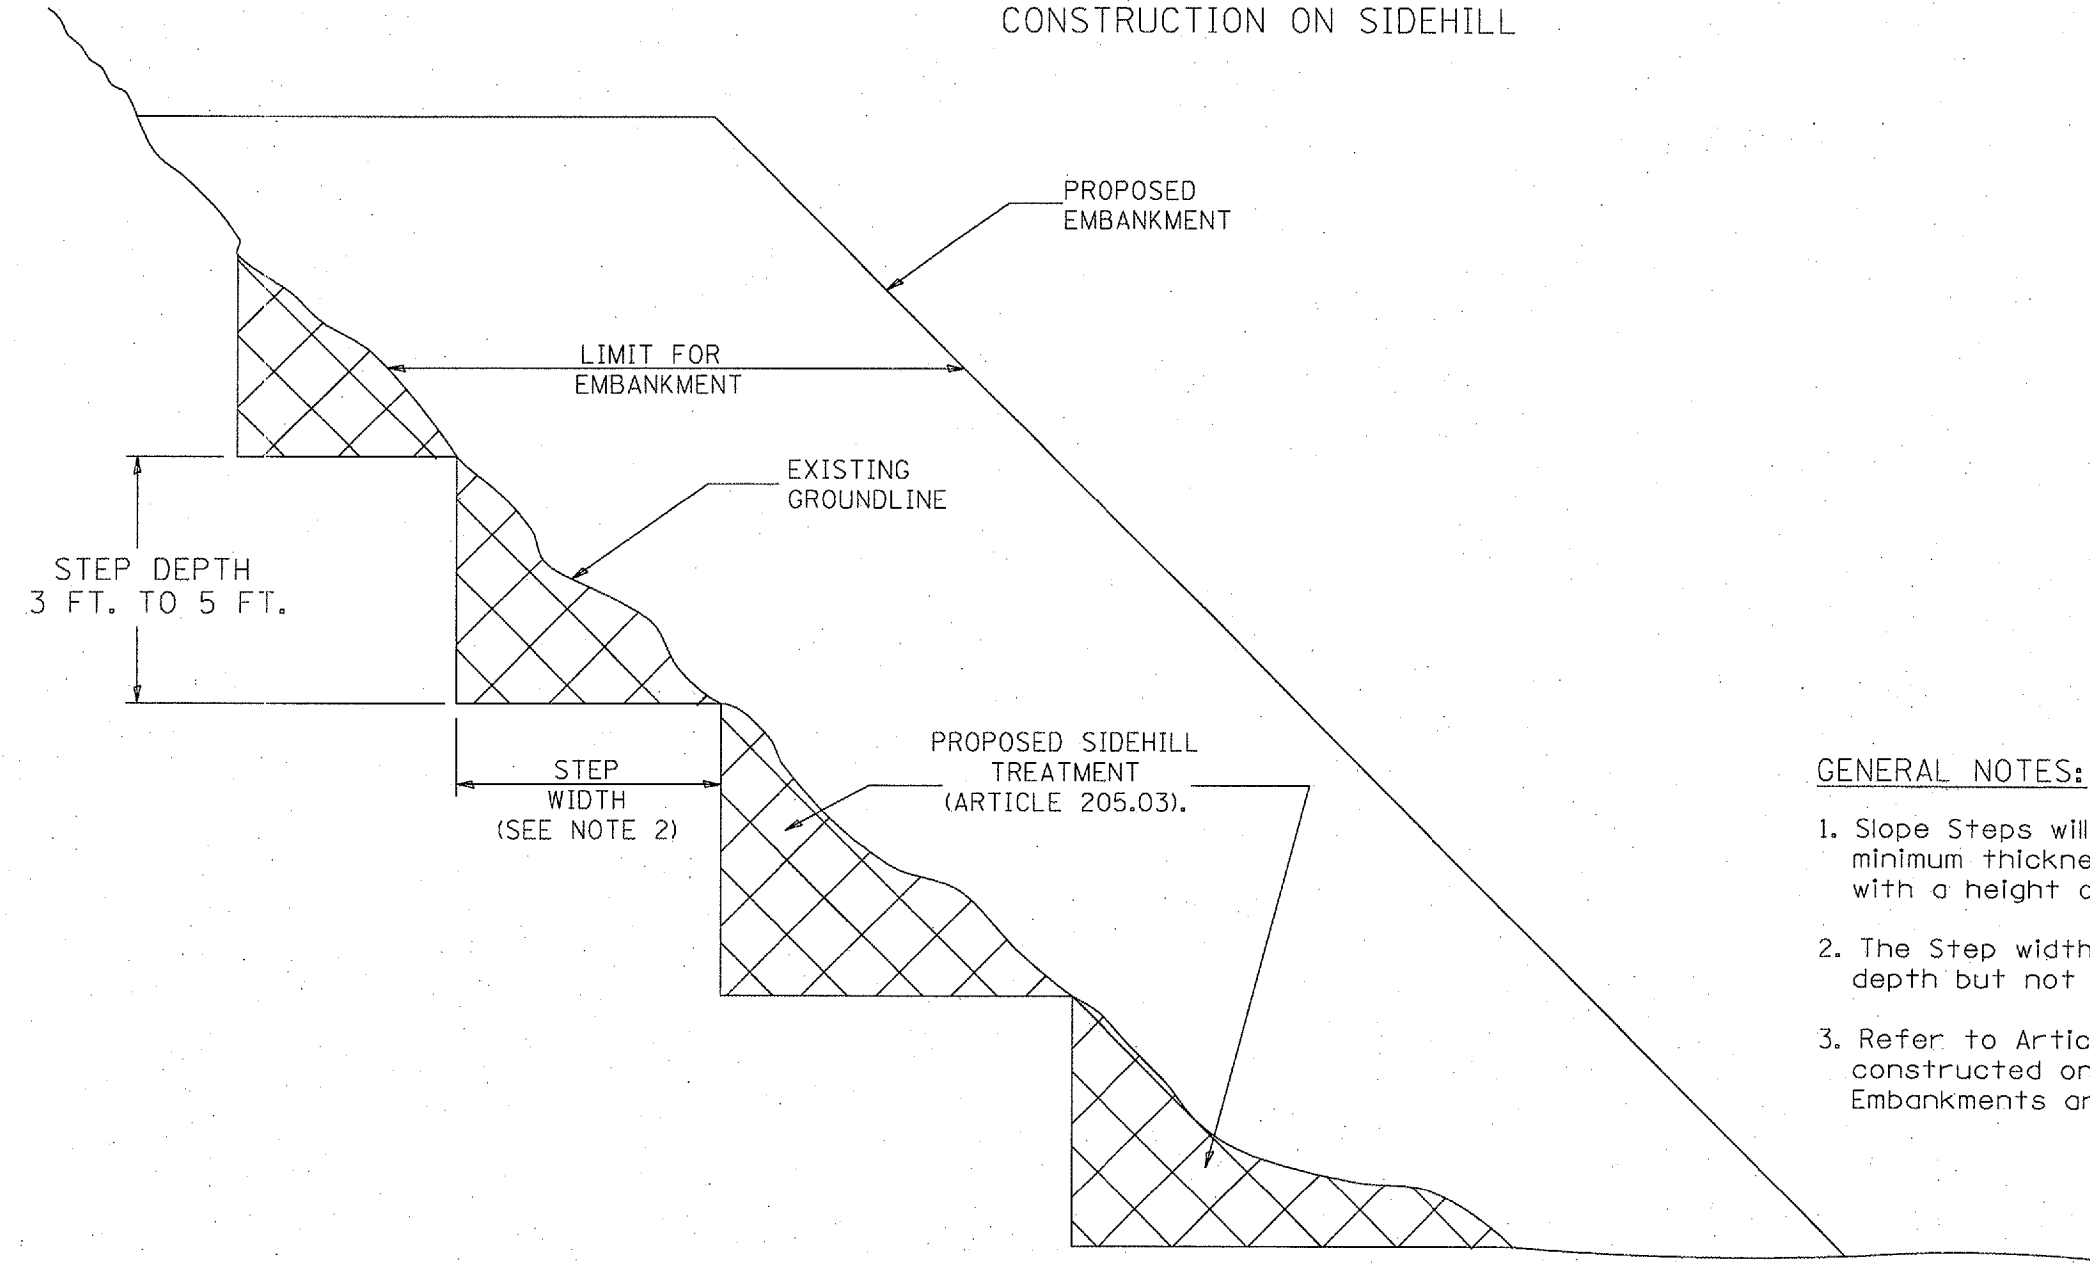 CONSTRUCTION ON SIDEHILL
PROPOSED
EMBANKMENT
LIMIT FOR
EMBANKMENT
EXISTING
GROUNDLINE
STEP DEPTH
3 FT. TO 5 FT.
PROPOSED SIDEHILL
TREATMENT
(ARTICLE 205.03).
STEP
WIDTH
(SEE NOTE 2)
GENERAL NOTES:
1. Slope Steps will
minimum thickne
with a height
2. The Step width
depth but not
3. Refer to Artic
constructed on
Embankments ar